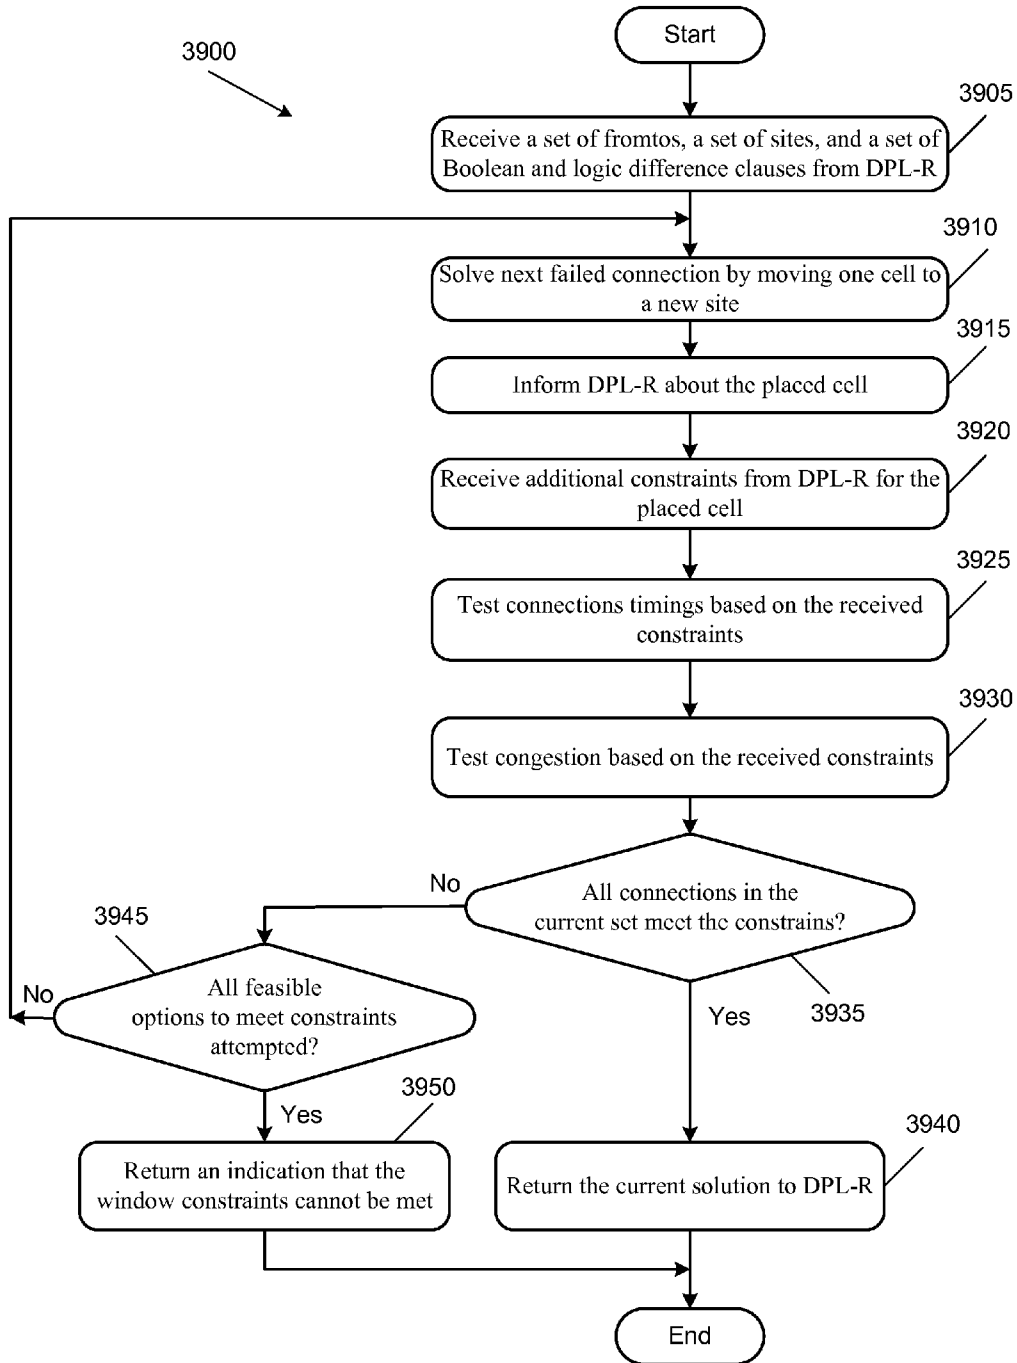 Start
3900
3905
Receive a set of fromtos, a set of sites, and a set of
Boolean and logic difference clauses from DPL-R
3910
Solve next failed connection by moving one cell to
a new site
3915
Inform DPL-R about the placed cell
3920
Receive additional constraints from DPL-R for the
placed cell
3925
Test connections timings based on the received
constraints
3930
Test congestion based on the received constraints
No
All connections in the
current set meet the constrains?
3945
3935
No
All feasible
options to meet constraints
attempted?
Yes
3950
Yes
3940
Return an indication that the
window constraints cannot be met
Return the current solution to DPL-R
End